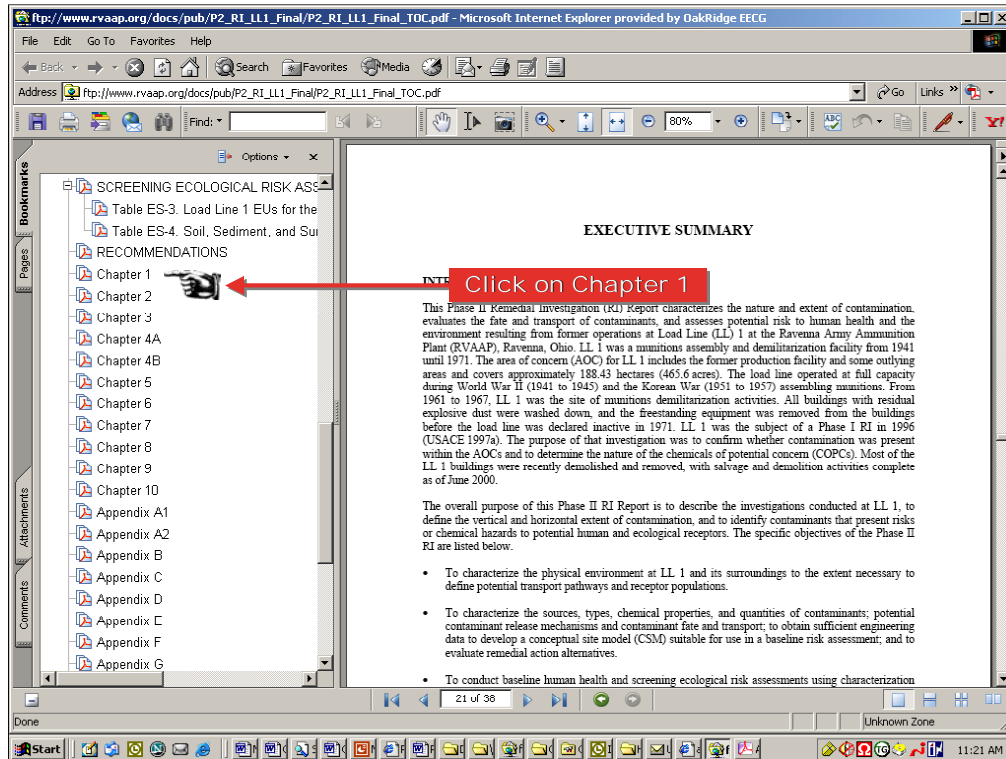 ftp://www.rvaap.org/docs/pub/P2_RI_LL1_Final/P2_RI_LL1_Final_TOC.pdf - Microsoft Internet Explorer provided by OakRidge EECG
File Edit Go To Favorites Help
Back Search Favorites Media
Address ftp://www.rvaap.org/docs/pub/P2_RI_LL1_Final/P2_RI_LL1_Final_TOC.pdf Go Links »
Find: 80% ABC Y!
Options x
Bookmarks
Pages
Attachments
Comments
SCREENING ECOLOGICAL RISK ASS
Table ES-3. Load Line 1 EUs for the
Table ES-4. Soil, Sediment, and Sur
RECOMMENDATIONS
Chapter 1
Chapter 2
Chapter 3
Chapter 4A
Chapter 4B
Chapter 5
Chapter 6
Chapter 7
Chapter 8
Chapter 9
Chapter 10
Appendix A1
Appendix A2
Appendix B
Appendix C
Appendix D
Appendix E
Appendix F
Appendix G
Click on Chapter 1
EXECUTIVE SUMMARY
This Phase II Remedial Investigation (RI) Report characterizes the nature and extent of contamination,
evaluates the fate and transport of contaminants, and assesses potential risk to human health and the
environment resulting from former operations at Load Line (LL) 1 at the Ravenna Army Ammunition
Plant (RVAAP), Ravenna, Ohio. LL 1 was a munitions assembly and demilitarization facility from 1941
until 1971. The area of concern (AOC) for LL 1 includes the former production facility and some outlying
areas and covers approximately 188.43 hectares (465.6 acres). The load line operated at full capacity
during World War II (1941 to 1945) and the Korean War (1951 to 1957) assembling munitions. From
1961 to 1967, LL 1 was the site of munitions demilitarization activities. All buildings with residual
explosive dust were washed down, and the freestanding equipment was removed from the buildings
before the load line was declared inactive in 1971. LL 1 was the subject of a Phase I RI in 1996
(USACE 1997a). The purpose of that investigation was to confirm whether contamination was present
within the AOCs and to determine the nature of the chemicals of potential concern (COPCs). Most of the
LL 1 buildings were recently demolished and removed, with salvage and demolition activities complete
as of June 2000.
The overall purpose of this Phase II RI Report is to describe the investigations conducted at LL 1, to
define the vertical and horizontal extent of contamination, and to identify contaminants that present risks
or chemical hazards to potential human and ecological receptors. The specific objectives of the Phase II
RI are listed below.
• To characterize the physical environment at LL 1 and its surroundings to the extent necessary to
define potential transport pathways and receptor populations.
• To characterize the sources, types, chemical properties, and quantities of contaminants; potential
contaminant release mechanisms and contaminant fate and transport; to obtain sufficient engineering
data to develop a conceptual site model (CSM) suitable for use in a baseline risk assessment; and to
evaluate remedial action alternatives.
• To conduct baseline human health and screening ecological risk assessments using characterization
21 of 38
Done Unknown Zone
Start 11:21 AM